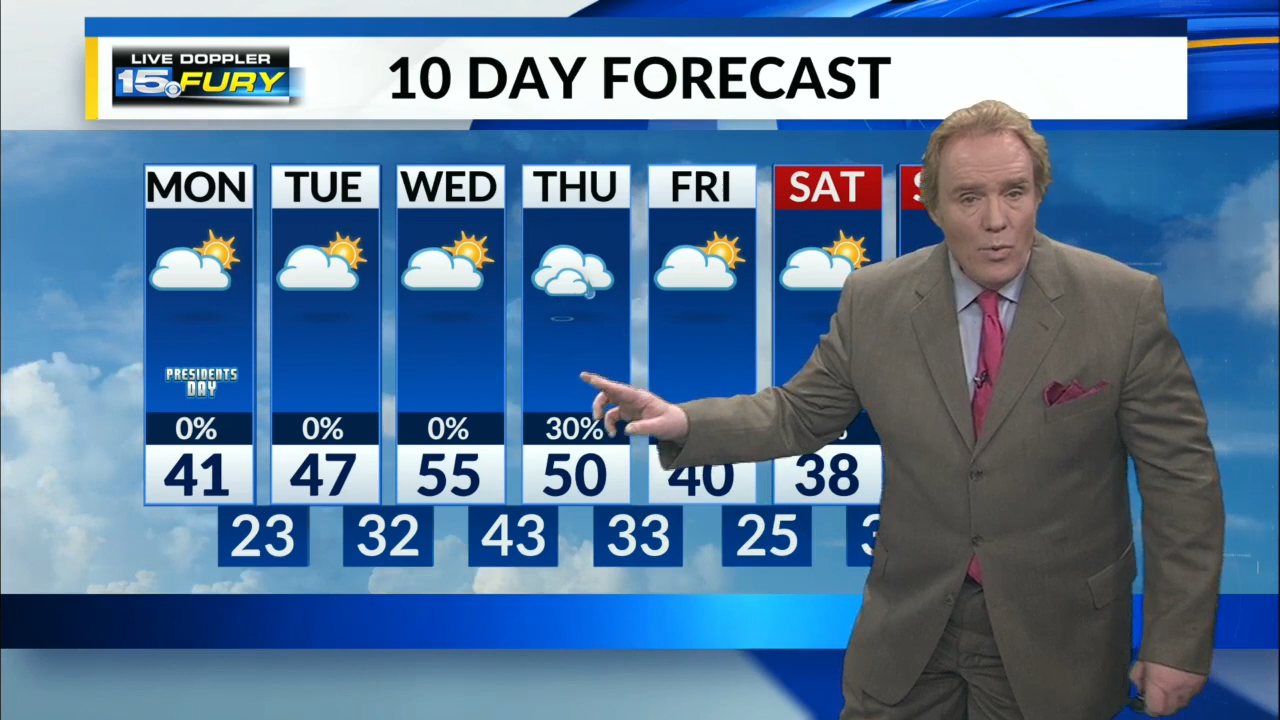 LIVE DOPPLER
15 FURY
10 DAY FORECAST
MON TUE WED THU FRI SAT
PRESIDENTS
DAY
0% 0% 0% 30%
41 47 55 50 40 38
23 32 43 33 25